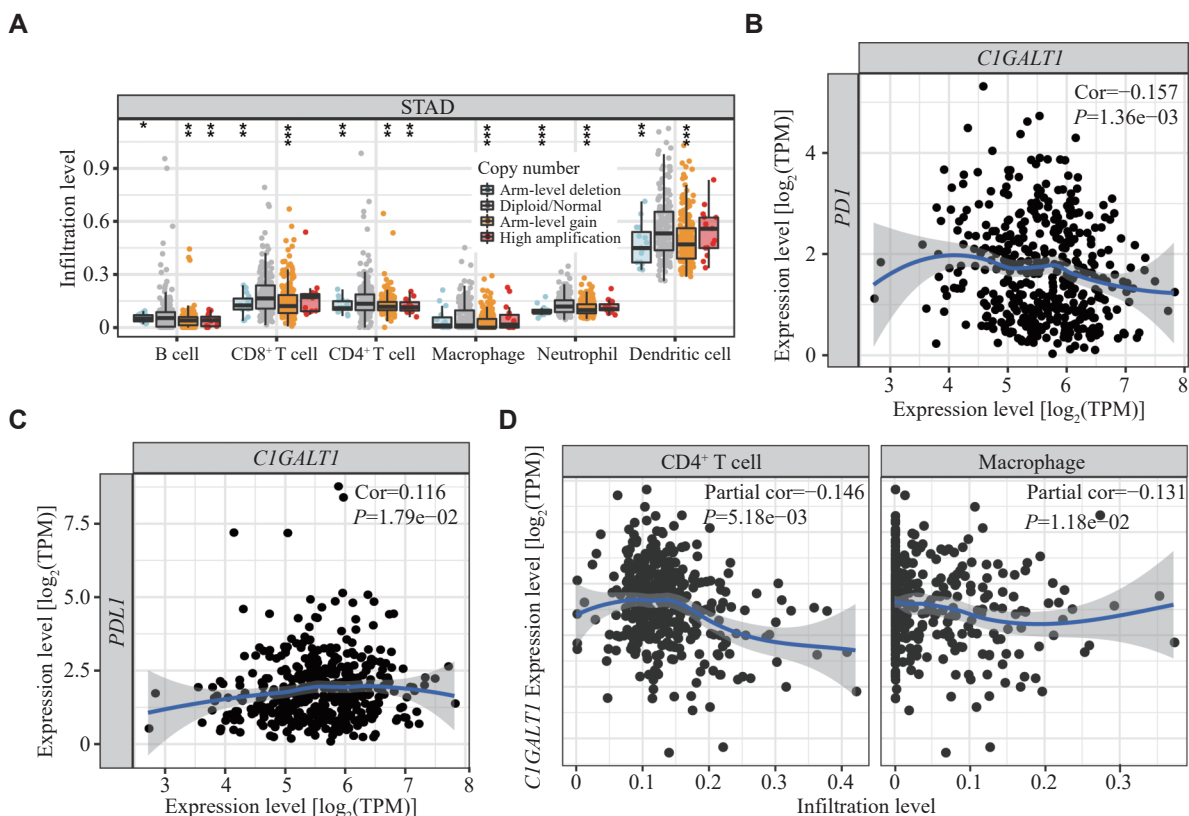 A
STAD
* ** ** ** *** ** ** ** *** *** ** ** ***
Infiltration level
0.9
0.6
0.3
0
Copy number
Arm-level deletion
Diploid/Normal
Arm-level gain
High amplification
B cell CD8+ T cell CD4+ T cell Macrophage Neutrophil Dendritic cell
B
C1GALT1
Cor=−0.157
P=1.36e−03
PD1
Expression level [log2(TPM)]
4
2
0
3 4 5 6 7 8
Expression level [log2(TPM)]
C
C1GALT1
Cor=0.116
P=1.79e−02
PDL1
Expression level [log2(TPM)]
7.5
5.0
2.5
0
3 4 5 6 7 8
Expression level [log2(TPM)]
D
C1GALT1 Expression level [log2(TPM)]
CD4+ T cell
Partial cor=−0.146
P=5.18e−03
0 0.1 0.2 0.3 0.4
Macrophage
Partial cor=−0.131
P=1.18e−02
0 0.1 0.2 0.3
Infiltration level